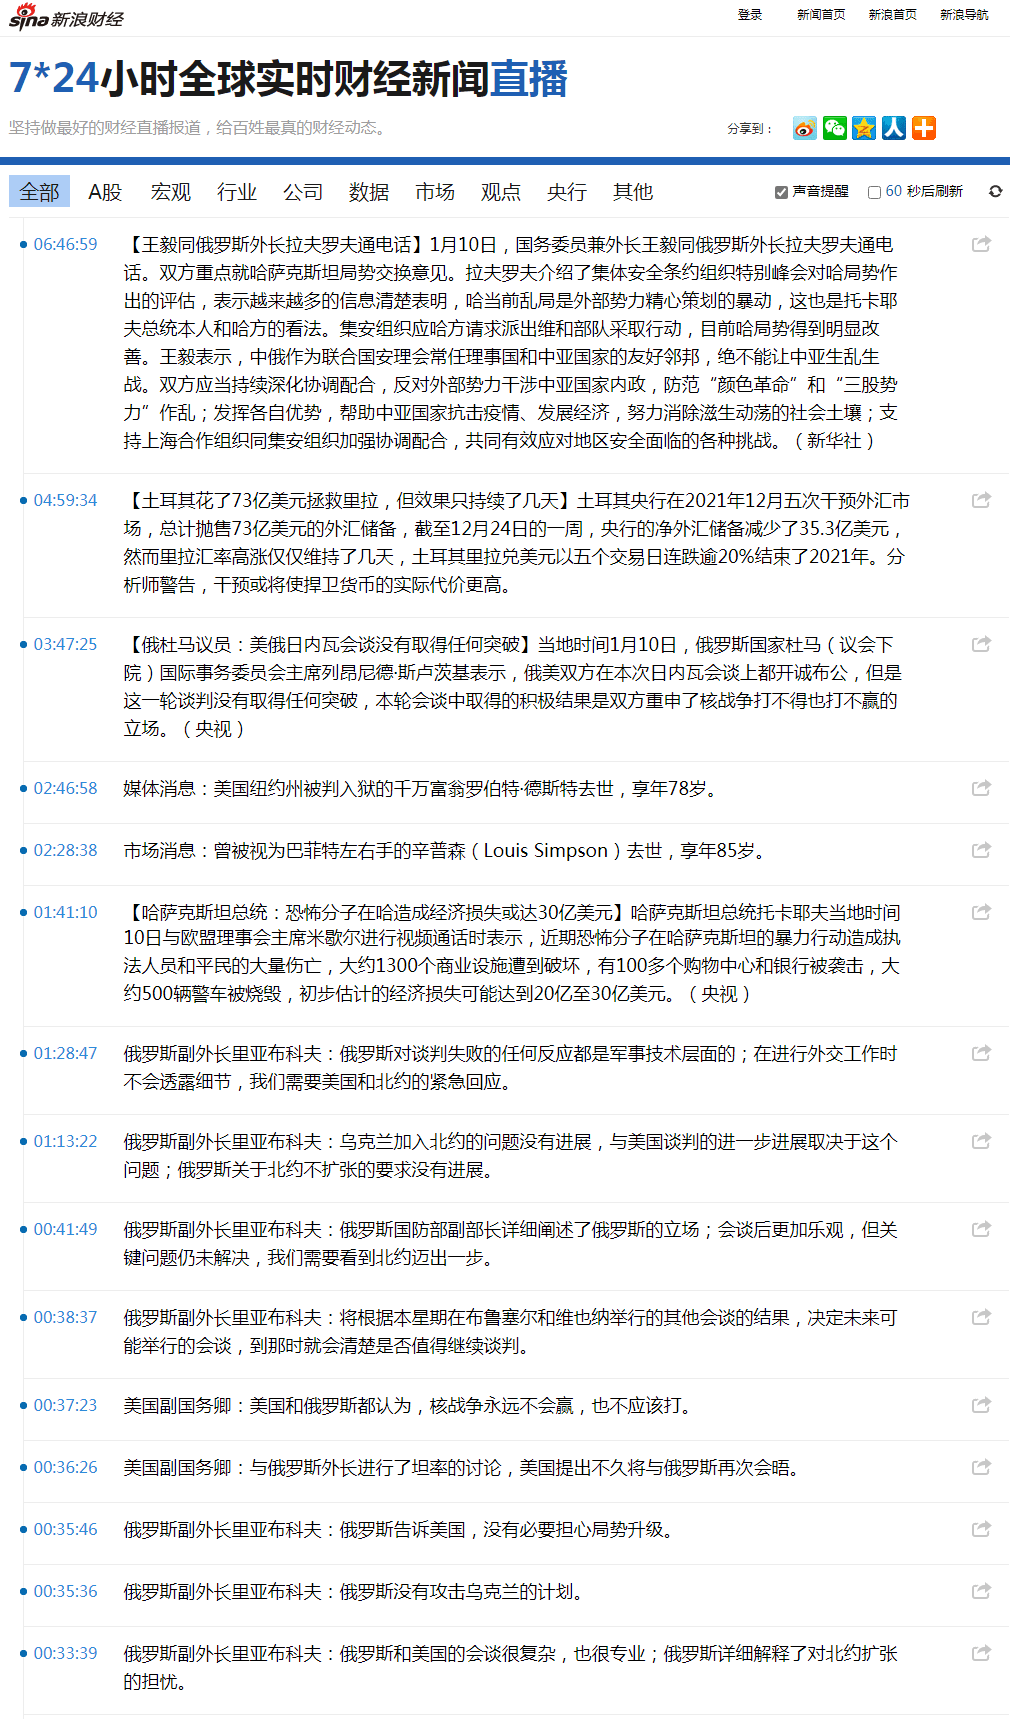 sina新浪财经
登录 新闻首页 新浪首页 新浪导航
7*24小时全球实时财经新闻直播
坚持做最好的财经直播报道，给百姓最真的财经动态。
分享到：
全部 A股 宏观 行业 公司 数据 市场 观点 央行 其他 声音提醒 60 秒后刷新
06:46:59 【王毅同俄罗斯外长拉夫罗夫通电话】1月10日，国务委员兼外长王毅同俄罗斯外长拉夫罗夫通电
话。双方重点就哈萨克斯坦局势交换意见。拉夫罗夫介绍了集体安全条约组织特别峰会对哈局势作
出的评估，表示越来越多的信息清楚表明，哈当前乱局是外部势力精心策划的暴动，这也是托卡耶
夫总统本人和哈方的看法。集安组织应哈方请求派出维和部队采取行动，目前哈局势得到明显改
善。王毅表示，中俄作为联合国安理会常任理事国和中亚国家的友好邻邦，绝不能让中亚生乱生
战。双方应当持续深化协调配合，反对外部势力干涉中亚国家内政，防范“颜色革命”和“三股势
力”作乱；发挥各自优势，帮助中亚国家抗击疫情、发展经济，努力消除滋生动荡的社会土壤；支
持上海合作组织同集安组织加强协调配合，共同有效应对地区安全面临的各种挑战。（新华社）
04:59:34 【土耳其花了73亿美元拯救里拉，但效果只持续了几天】土耳其央行在2021年12月五次干预外汇市
场，总计抛售73亿美元的外汇储备，截至12月24日的一周，央行的净外汇储备减少了35.3亿美元，
然而里拉汇率高涨仅仅维持了几天，土耳其里拉兑美元以五个交易日连跌逾20%结束了2021年。分
析师警告，干预或将使捍卫货币的实际代价更高。
03:47:25 【俄杜马议员：美俄日内瓦会谈没有取得任何突破】当地时间1月10日，俄罗斯国家杜马（议会下
院）国际事务委员会主席列昂尼德·斯卢茨基表示，俄美双方在本次日内瓦会谈上都开诚布公，但是
这一轮谈判没有取得任何突破，本轮会谈中取得的积极结果是双方重申了核战争打不得也打不赢的
立场。（央视）
02:46:58 媒体消息：美国纽约州被判入狱的千万富翁罗伯特·德斯特去世，享年78岁。
02:28:38 市场消息：曾被视为巴菲特左右手的辛普森（Louis Simpson）去世，享年85岁。
01:41:10 【哈萨克斯坦总统：恐怖分子在哈造成经济损失或达30亿美元】哈萨克斯坦总统托卡耶夫当地时间
10日与欧盟理事会主席米歇尔进行视频通话时表示，近期恐怖分子在哈萨克斯坦的暴力行动造成执
法人员和平民的大量伤亡，大约1300个商业设施遭到破坏，有100多个购物中心和银行被袭击，大
约500辆警车被烧毁，初步估计的经济损失可能达到20亿至30亿美元。（央视）
01:28:47 俄罗斯副外长里亚布科夫：俄罗斯对谈判失败的任何反应都是军事技术层面的；在进行外交工作时
不会透露细节，我们需要美国和北约的紧急回应。
01:13:22 俄罗斯副外长里亚布科夫：乌克兰加入北约的问题没有进展，与美国谈判的进一步进展取决于这个
问题；俄罗斯关于北约不扩张的要求没有进展。
00:41:49 俄罗斯副外长里亚布科夫：俄罗斯国防部副部长详细阐述了俄罗斯的立场；会谈后更加乐观，但关
键问题仍未解决，我们需要看到北约迈出一步。
00:38:37 俄罗斯副外长里亚布科夫：将根据本星期在布鲁塞尔和维也纳举行的其他会谈的结果，决定未来可
能举行的会谈，到那时就会清楚是否值得继续谈判。
00:37:23 美国副国务卿：美国和俄罗斯都认为，核战争永远不会赢，也不应该打。
00:36:26 美国副国务卿：与俄罗斯外长进行了坦率的讨论，美国提出不久将与俄罗斯再次会晤。
00:35:46 俄罗斯副外长里亚布科夫：俄罗斯告诉美国，没有必要担心局势升级。
00:35:36 俄罗斯副外长里亚布科夫：俄罗斯没有攻击乌克兰的计划。
00:33:39 俄罗斯副外长里亚布科夫：俄罗斯和美国的会谈很复杂，也很专业；俄罗斯详细解释了对北约扩张
的担忧。